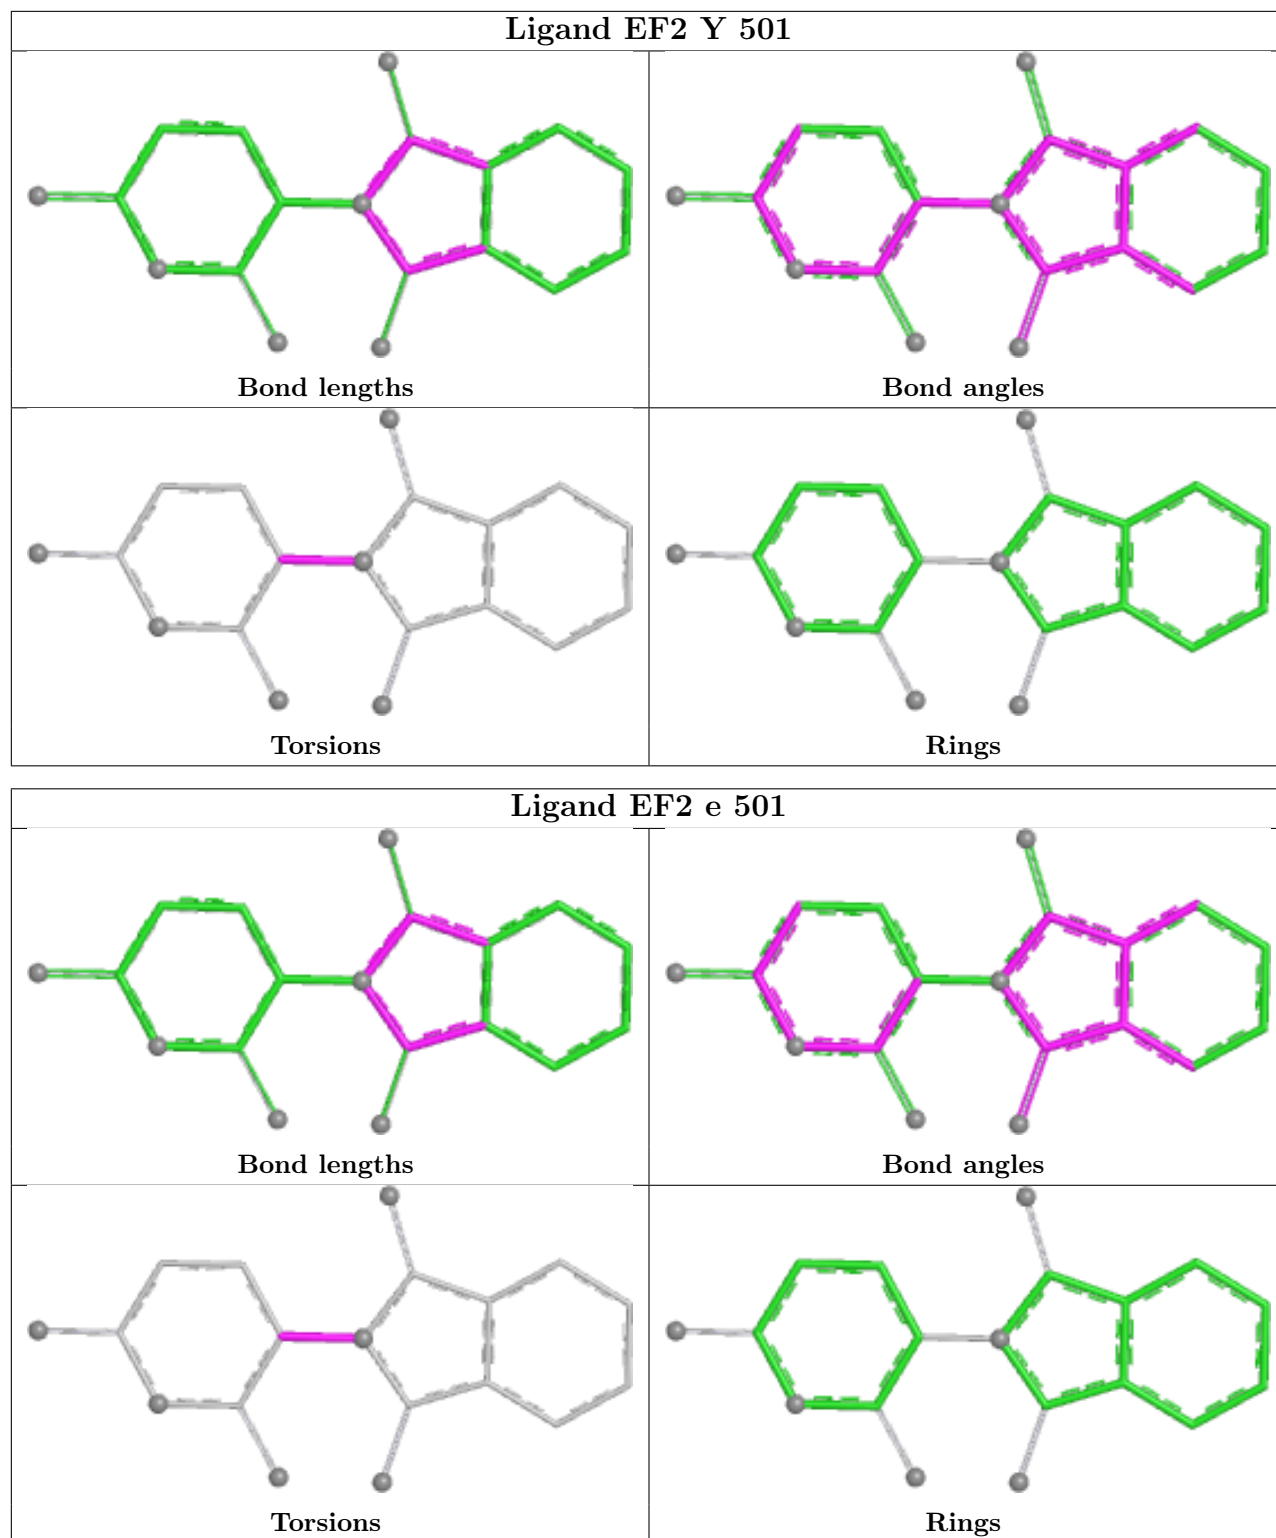 Ligand EF2 Y 501
Bond lengths
Bond angles
Torsions
Rings
Ligand EF2 e 501
Bond lengths
Bond angles
Torsions
Rings